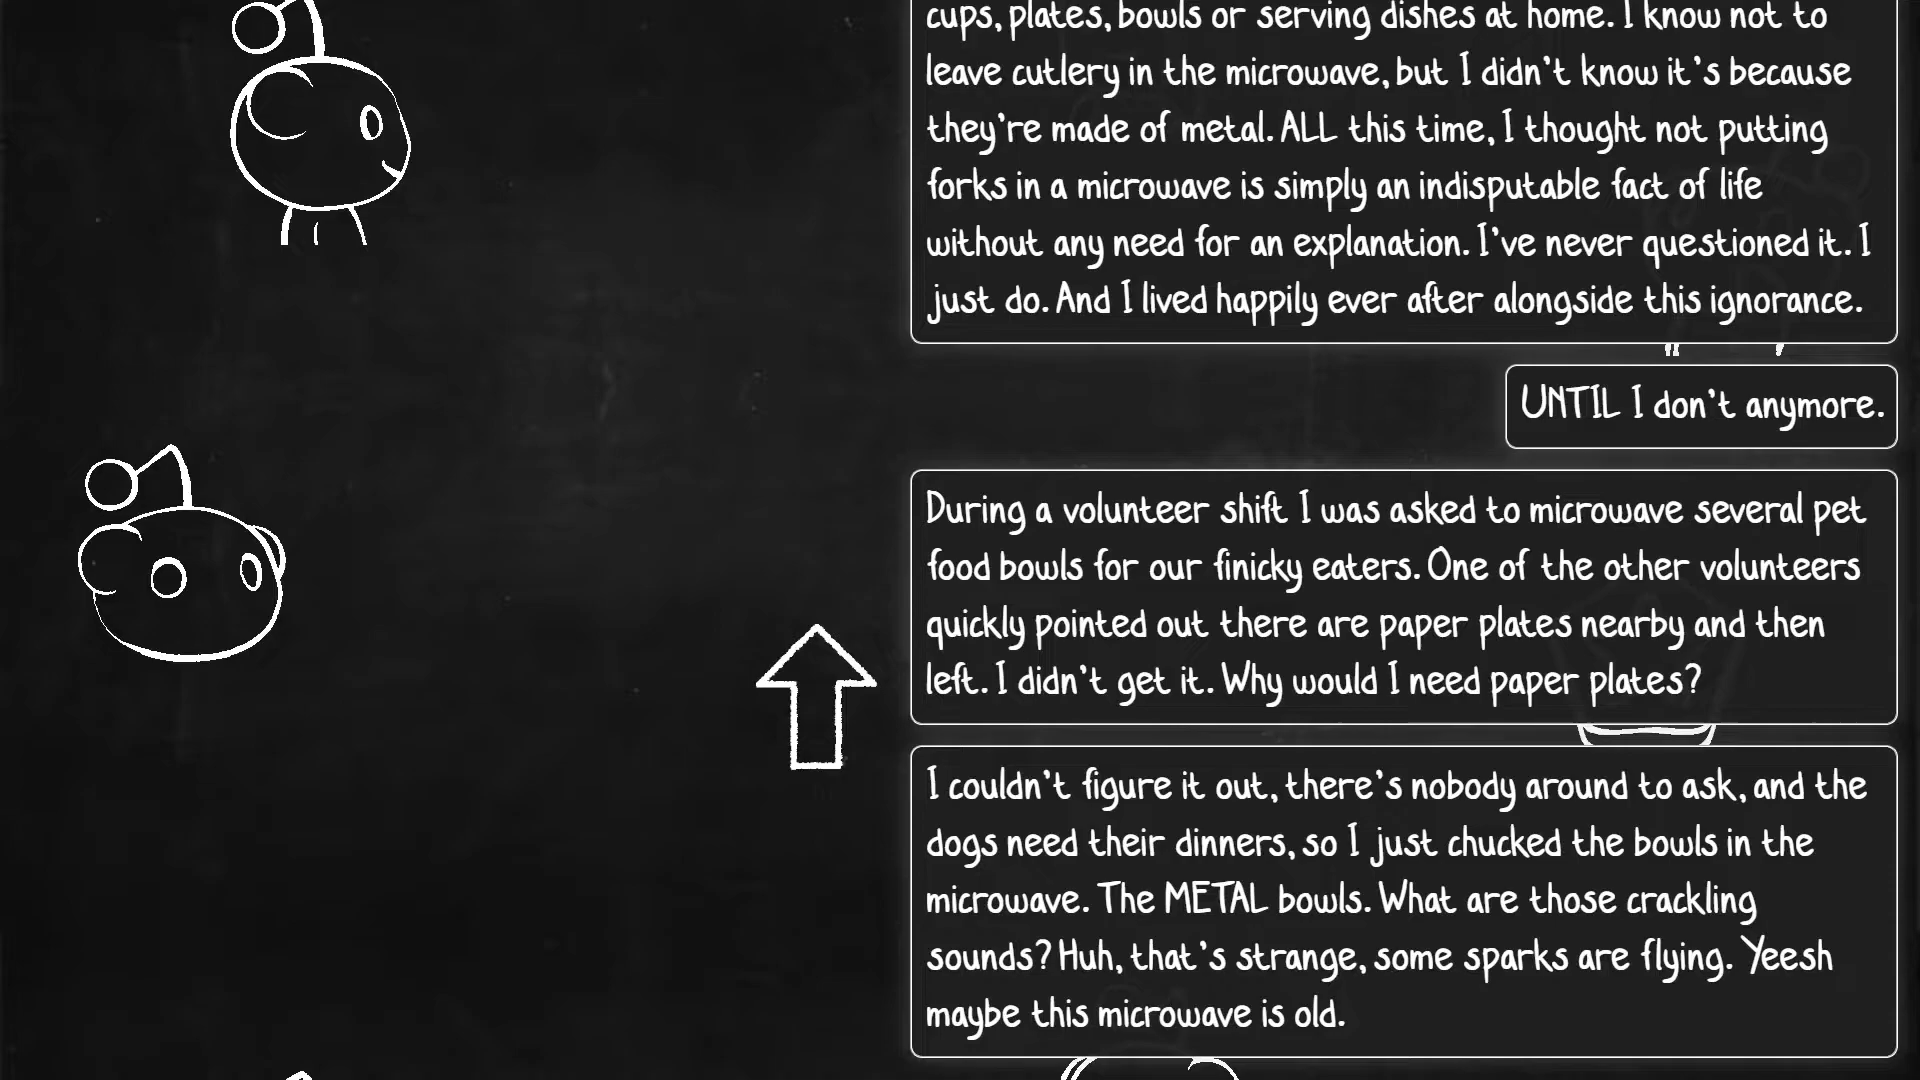 cups, plates, bowls or serving dishes at home. I know not to
leave cutlery in the microwave, but I didn't know it's because
they're made of metal. ALL this time, I thought not putting
forks in a microwave is simply an indisputable fact of life
without any need for an explanation. I've never questioned it. I
just do. And I lived happily ever after alongside this ignorance.
UNTIL I don't anymore.
During a volunteer shift I was asked to microwave several pet
food bowls for our finicky eaters. One of the other volunteers
quickly pointed out there are paper plates nearby and then
left. I didn't get it. Why would I need paper plates?
I couldn't figure it out, there's nobody around to ask, and the
dogs need their dinners, so I just chucked the bowls in the
microwave. The METAL bowls. What are those crackling
sounds? Huh, that's strange, some sparks are flying. Yeesh
maybe this microwave is old.